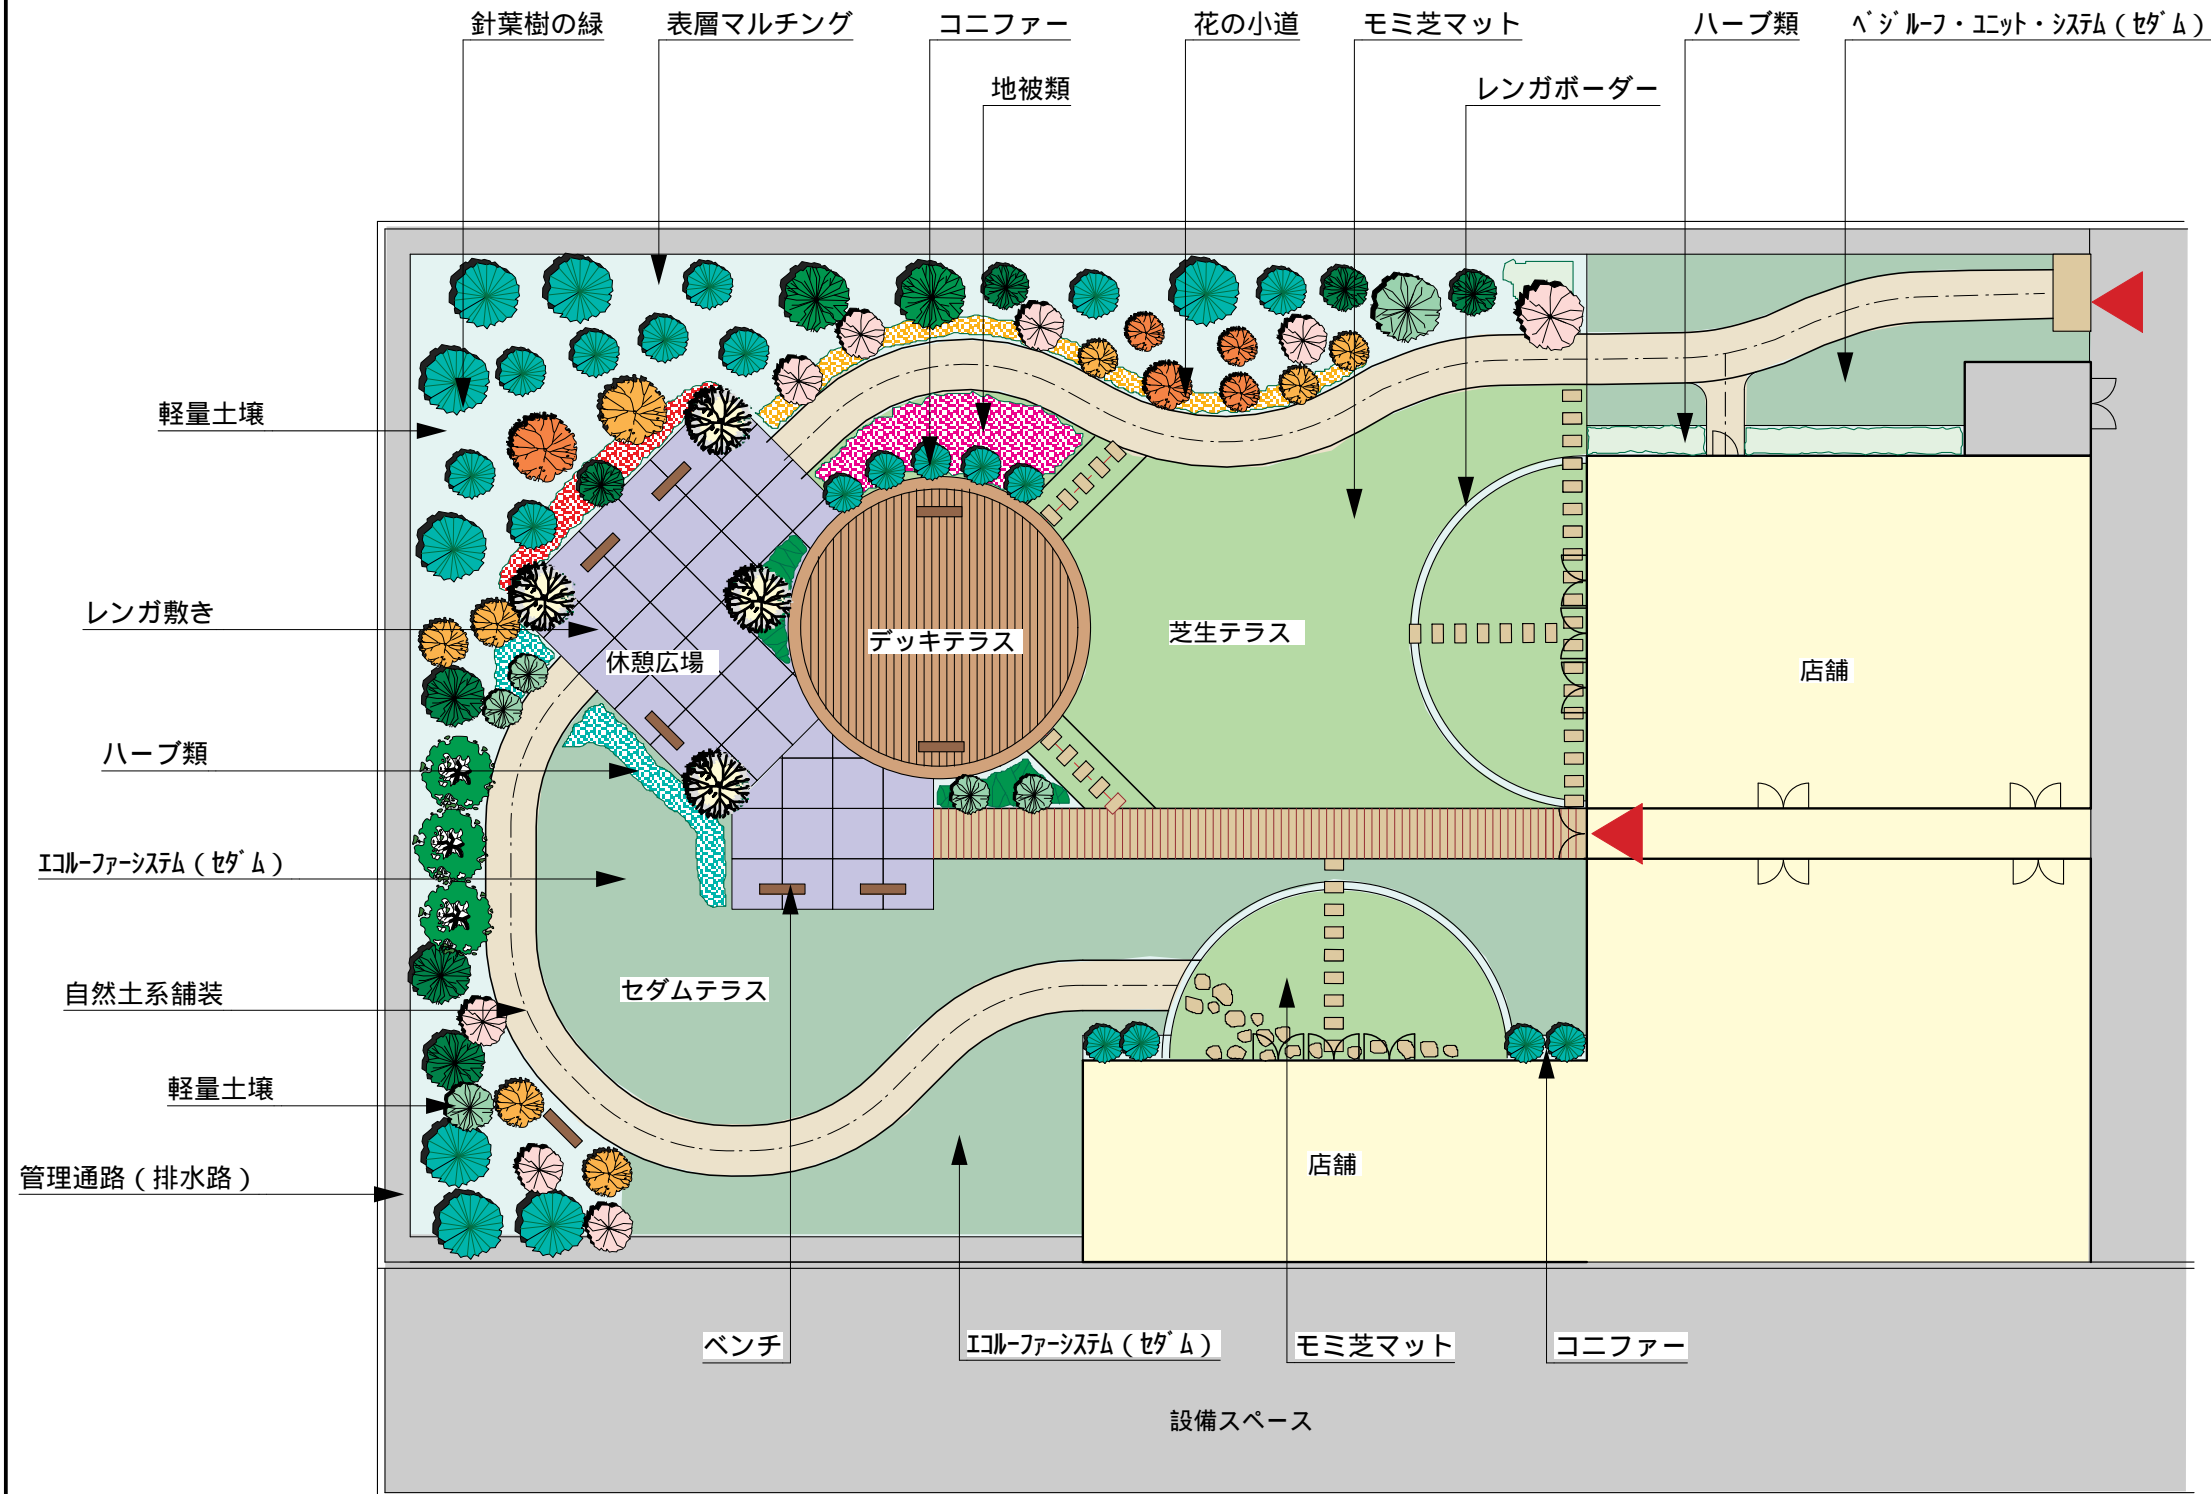 針葉樹の緑
表層マルチング
コニファー
花の小道
モミ芝マット
ハーブ類
ﾍﾞｼﾞﾙｰﾌ・ﾕﾆｯﾄ・ｼｽﾃﾑ（ｾﾀﾞﾑ）
地被類
レンガボーダー
軽量土壌
レンガ敷き
デッキテラス
芝生テラス
休憩広場
店舗
ハーブ類
ｴｺﾙｰﾌｧｰｼｽﾃﾑ（ｾﾀﾞﾑ）
セダムテラス
自然土系舗装
軽量土壌
管理通路（排水路）
店舗
ベンチ
ｴｺﾙｰﾌｧｰｼｽﾃﾑ（ｾﾀﾞﾑ）
モミ芝マット
コニファー
設備スペース